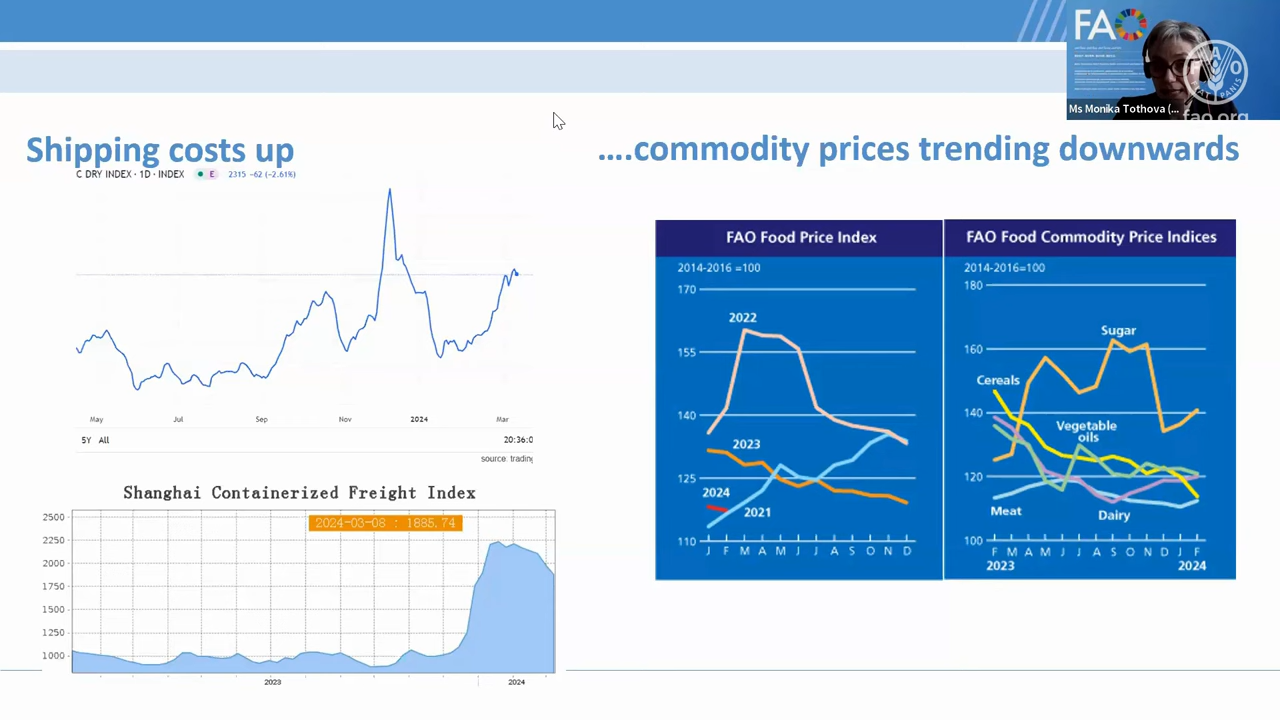 FAO
Ms Monika Tothova (...
fao.org
Shipping costs up
….commodity prices trending downwards
C DRY INDEX · 1D · INDEX E 2315 -62 (-2.61%)
May Jul Sep Nov 2024 Mar
5Y All 20:36:0
source: trading
Shanghai Containerized Freight Index
2024-03-08 : 1885.74
2500
2250
2000
1750
1500
1250
1000
2023 2024
FAO Food Price Index
2014-2016 =100
170
155
140
125
110
2022
2023
2024
2021
J F M A M J J A S O N D
FAO Food Commodity Price Indices
2014-2016=100
180
160
140
120
100
Sugar
Cereals
Vegetable
oils
Meat
Dairy
F M A M J J A S O N D J F
2023 2024